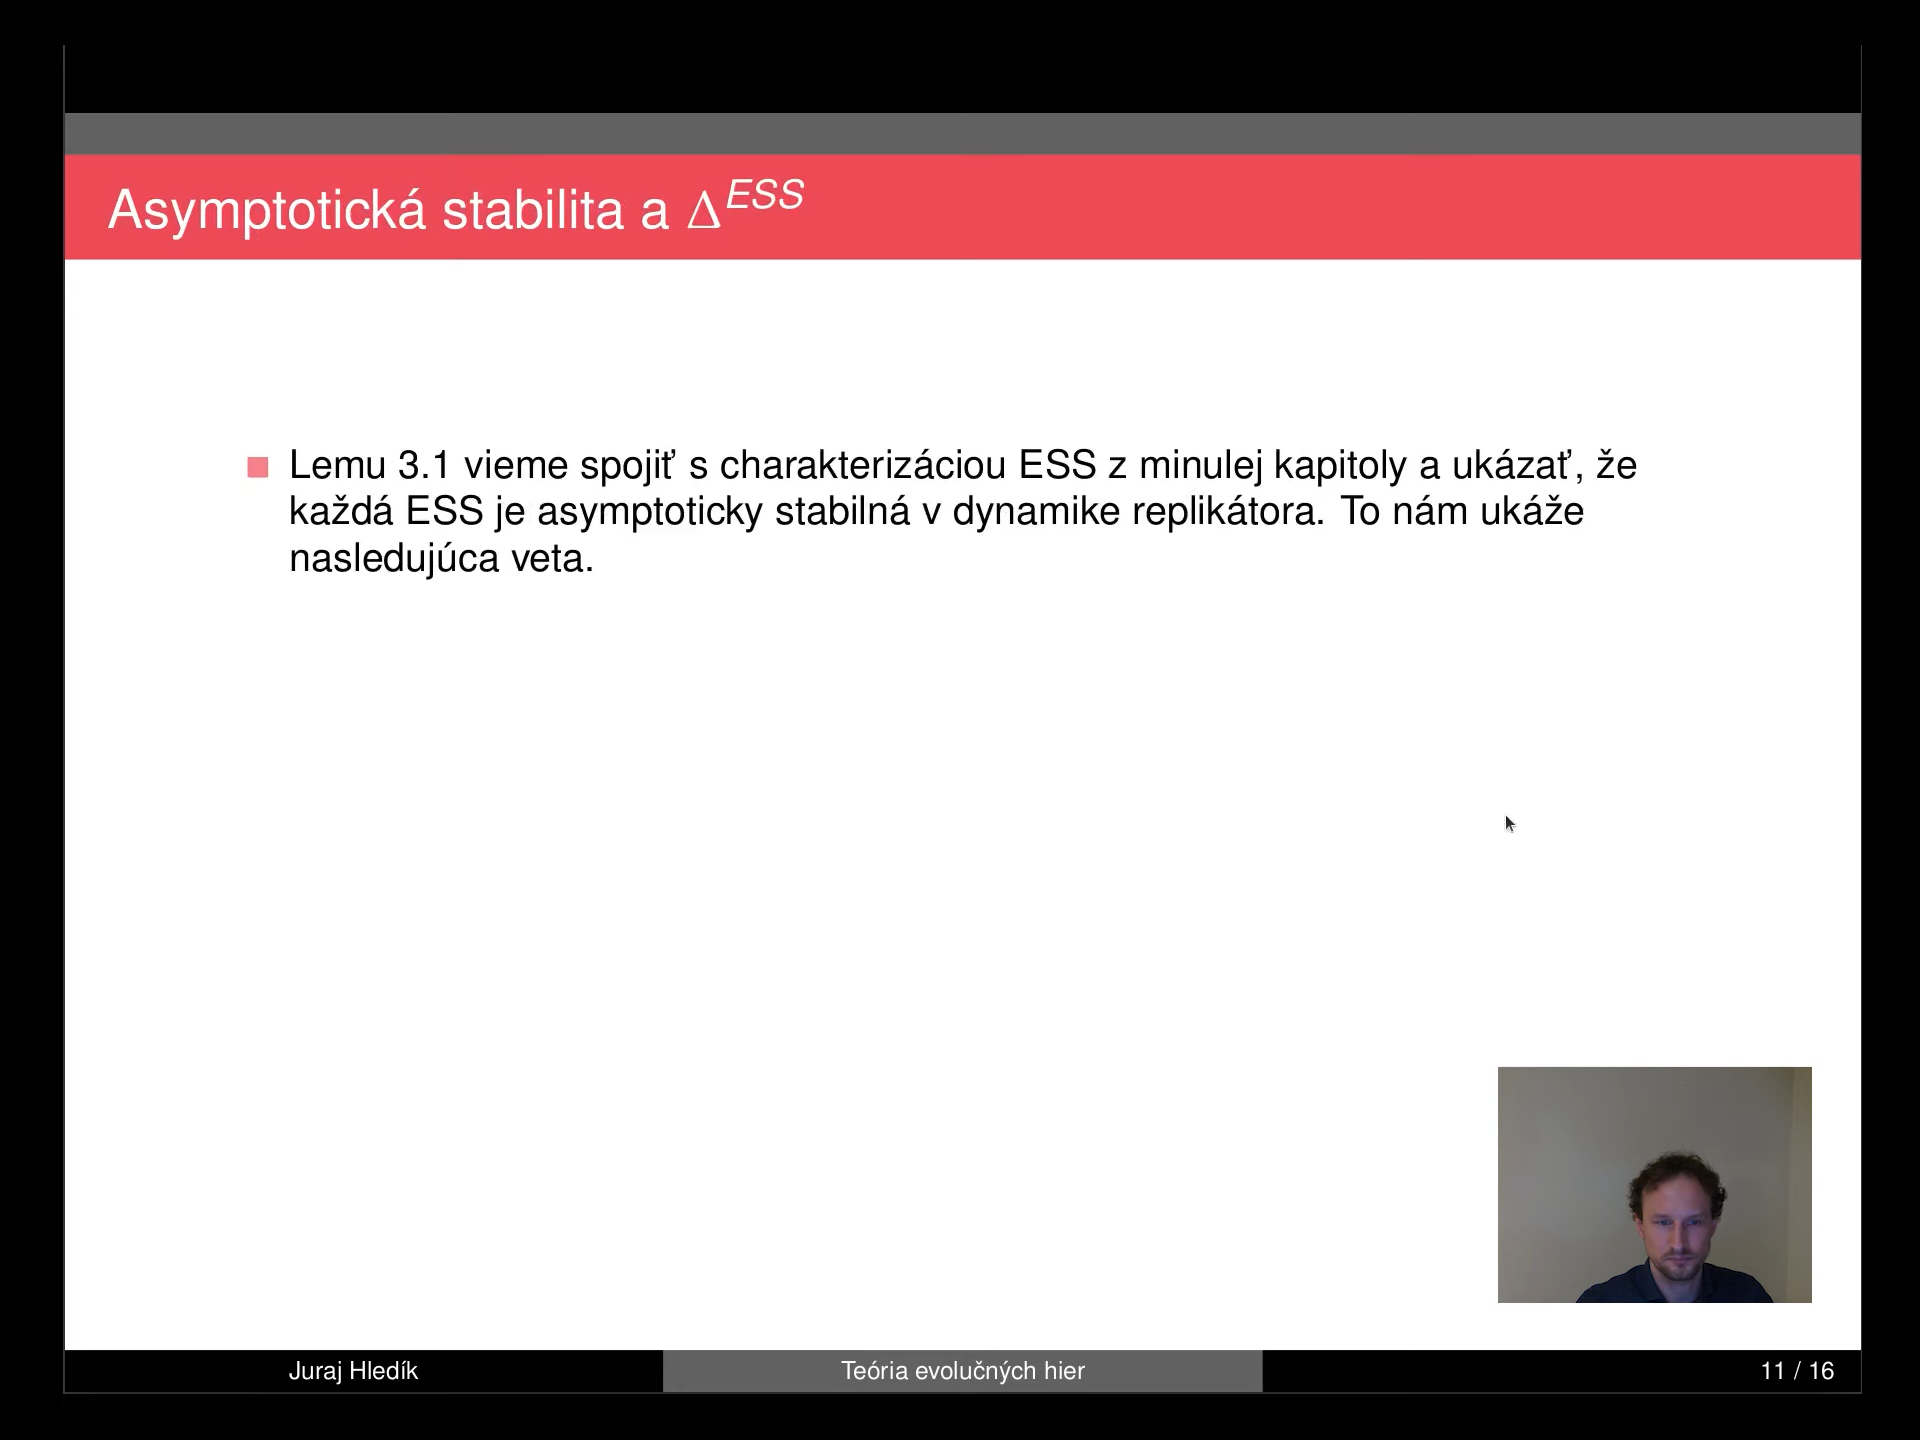 Asymptotická stabilita a Δ^ESS
Lemu 3.1 vieme spojiť s charakterizáciou ESS z minulej kapitoly a ukázať, že
každá ESS je asymptoticky stabilná v dynamike replikátora. To nám ukáže
nasledujúca veta.
Juraj Hledík
Teória evolučných hier
11 / 16